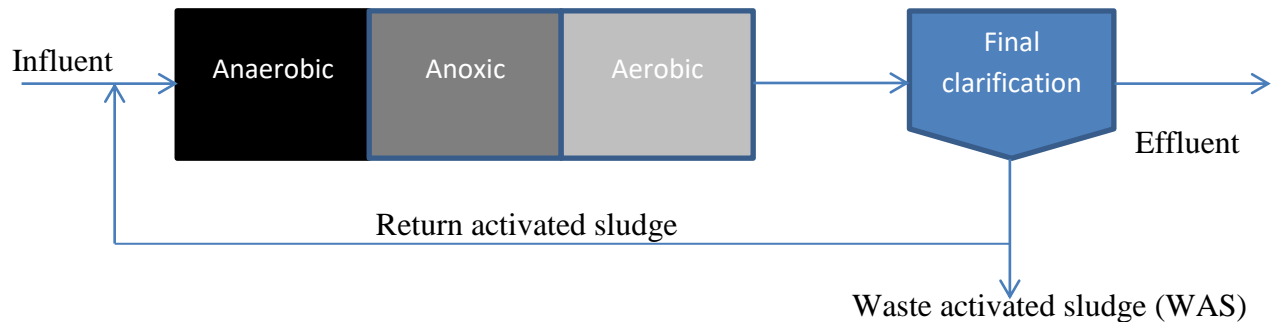 Influent
Anaerobic
Anoxic
Aerobic
Final
clarification
Effluent
Return activated sludge
Waste activated sludge (WAS)